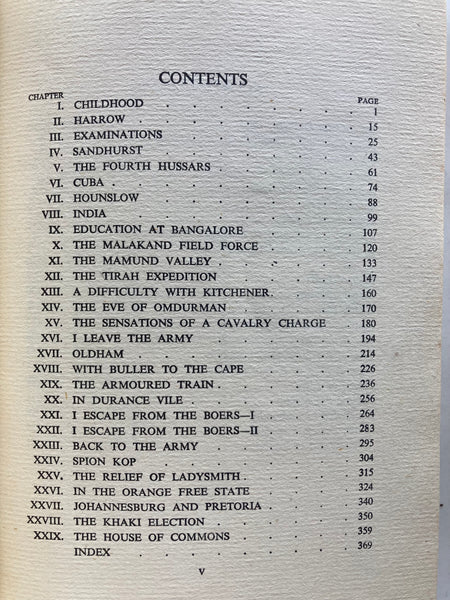 CONTENTS
CHAPTER PAGE
I. CHILDHOOD . . . . . . . 1
II. HARROW . . . . . . . 15
III. EXAMINATIONS . . . . . . 25
IV. SANDHURST . . . . . . 43
V. THE FOURTH HUSSARS . . . . . 61
VI. CUBA . . . . . . . . 74
VII. HOUNSLOW . . . . . . . 88
VIII. INDIA . . . . . . . 99
IX. EDUCATION AT BANGALORE . . . . 107
X. THE MALAKAND FIELD FORCE . . . . 120
XI. THE MAMUND VALLEY . . . . . 133
XII. THE TIRAH EXPEDITION . . . . 147
XIII. A DIFFICULTY WITH KITCHENER . . . . 160
XIV. THE EVE OF OMDURMAN . . . . 170
XV. THE SENSATIONS OF A CAVALRY CHARGE . . 180
XVI. I LEAVE THE ARMY . . . . . 194
XVII. OLDHAM . . . . . . . 214
XVIII. WITH BULLER TO THE CAPE . . . . 226
XIX. THE ARMOURED TRAIN . . . . . 236
XX. IN DURANCE VILE . . . . . 256
XXI. I ESCAPE FROM THE BOERS—I . . . . 264
XXII. I ESCAPE FROM THE BOERS—II . . . . 283
XXIII. BACK TO THE ARMY . . . . . 295
XXIV. SPION KOP . . . . . . 304
XXV. THE RELIEF OF LADYSMITH . . . . 315
XXVI. IN THE ORANGE FREE STATE . . . . 324
XXVII. JOHANNESBURG AND PRETORIA . . . . 340
XXVIII. THE KHAKI ELECTION . . . . . 350
XXIX. THE HOUSE OF COMMONS . . . . 359
INDEX . . . . . . . 369
v